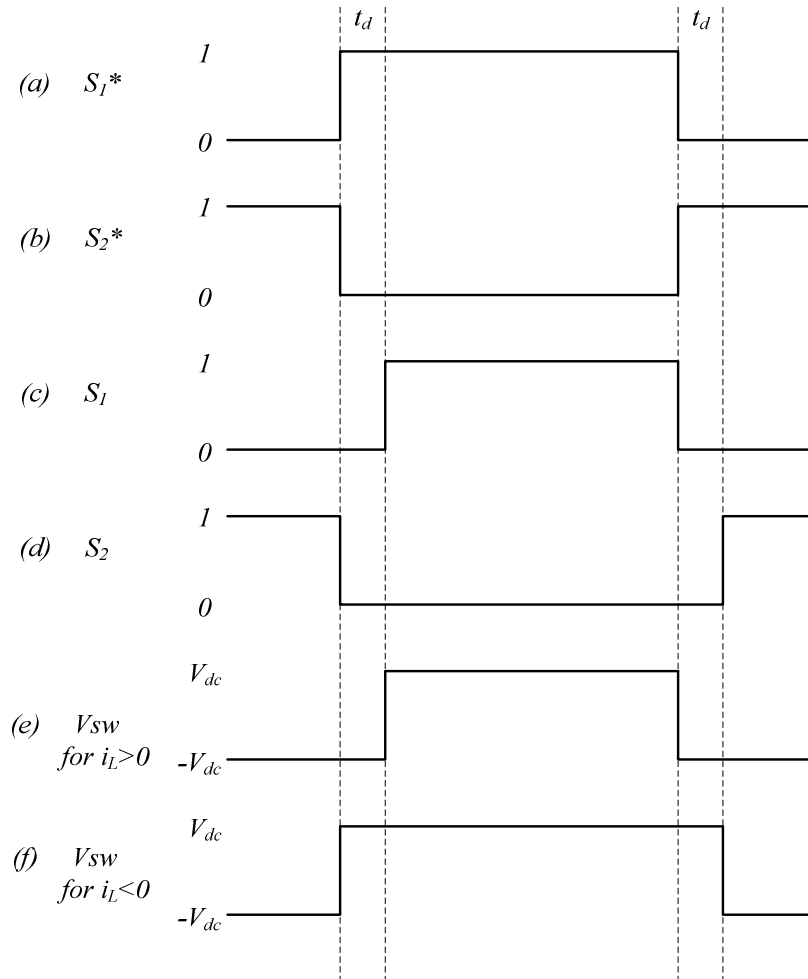 t_d t_d
(a) S_1* 1
0
(b) S_2* 1
0
(c) S_1 1
0
(d) S_2 1
0
V_dc
(e) Vsw
for i_L>0 -V_dc
V_dc
(f) Vsw
for i_L<0
-V_dc